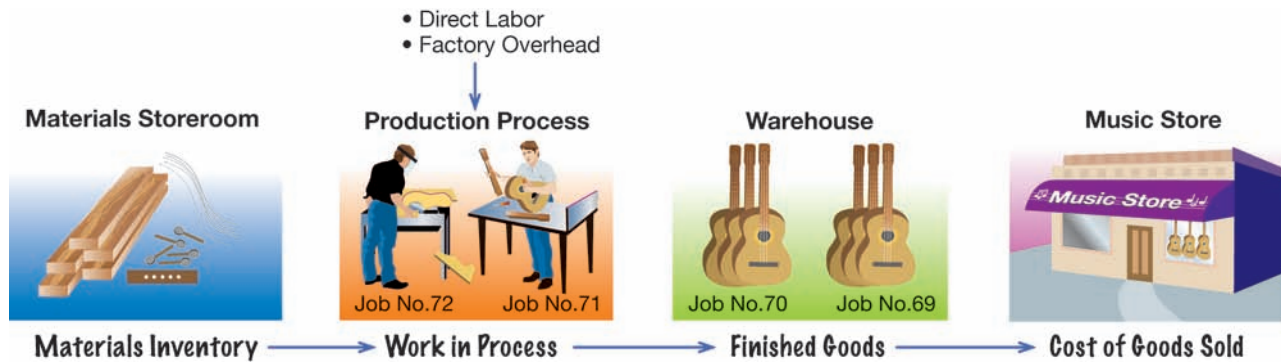 • Direct Labor
• Factory Overhead
Materials Storeroom
Production Process
Warehouse
Music Store
Music Store
Job No.72
Job No.71
Job No.70
Job No.69
Materials Inventory
Work in Process
Finished Goods
Cost of Goods Sold